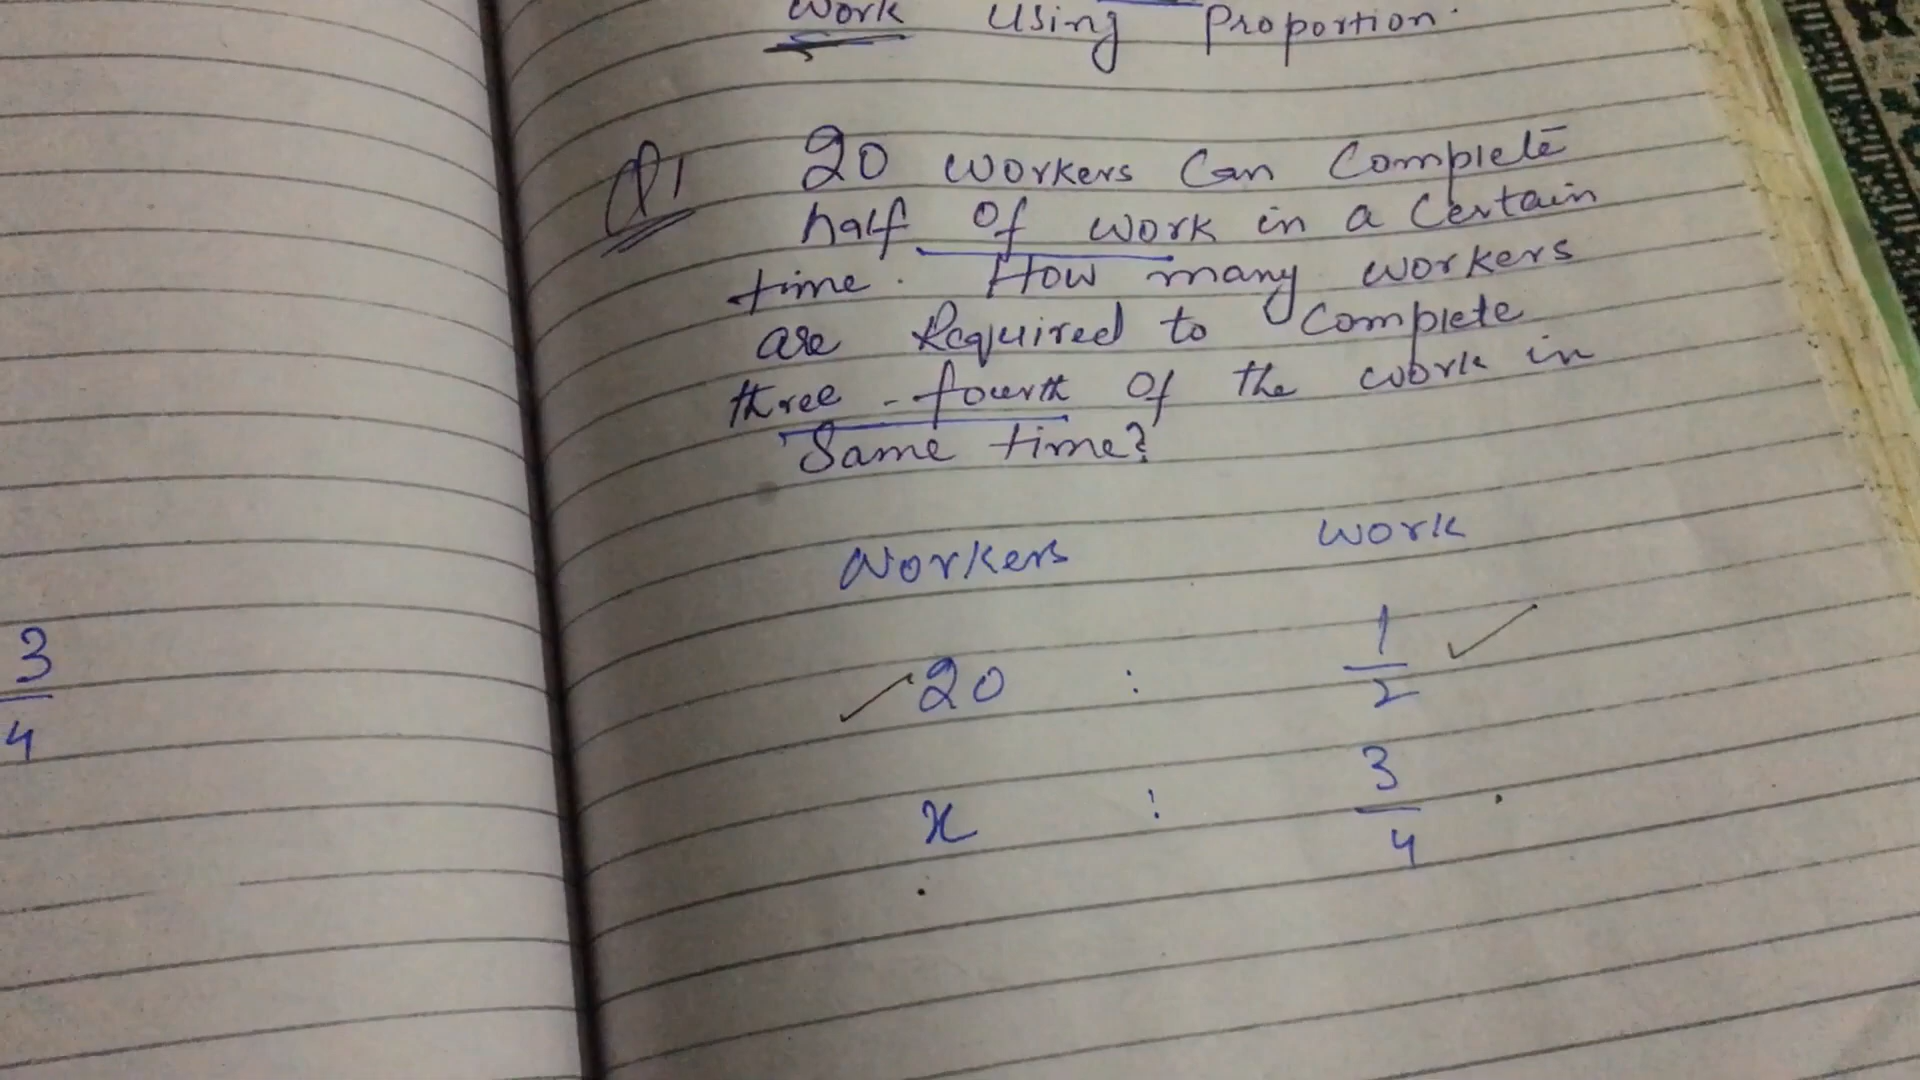 Work Using Proportion.
Q1 20 workers Can Complete
half of work in a Certain
time. How many workers
are Required to Complete
three-fourth of the work in
Same time?
Workers work
20 : 1/2
x : 3/4
3/4